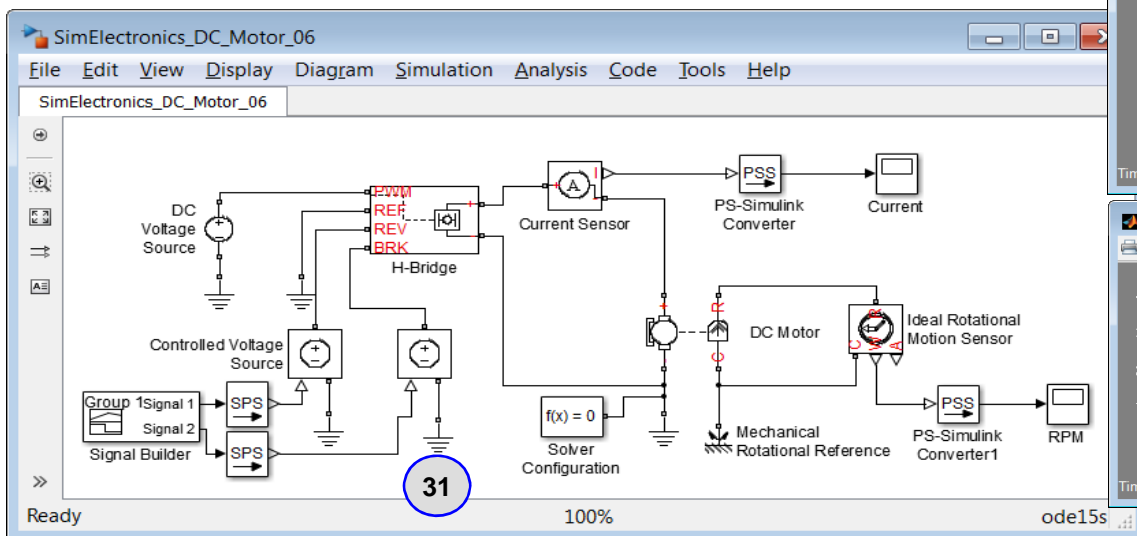 SimElectronics_DC_Motor_06
File Edit View Display Diagram Simulation Analysis Code Tools Help
SimElectronics_DC_Motor_06
DC
Voltage
Source
PWM
REF
REV
BRK
+
-
H-Bridge
+
A
I
-
Current Sensor
PSS
PS-Simulink
Converter
Current
Controlled Voltage
Source
Group 1
Signal 1
Signal 2
Signal Builder
SPS
SPS
f(x) = 0
Solver
Configuration
+
-
R
C
DC Motor
Mechanical
Rotational Reference
C
W
R
A
Ideal Rotational
Motion Sensor
PSS
PS-Simulink
Converter1
RPM
31
Ready 100% ode15s
Tim
Tim